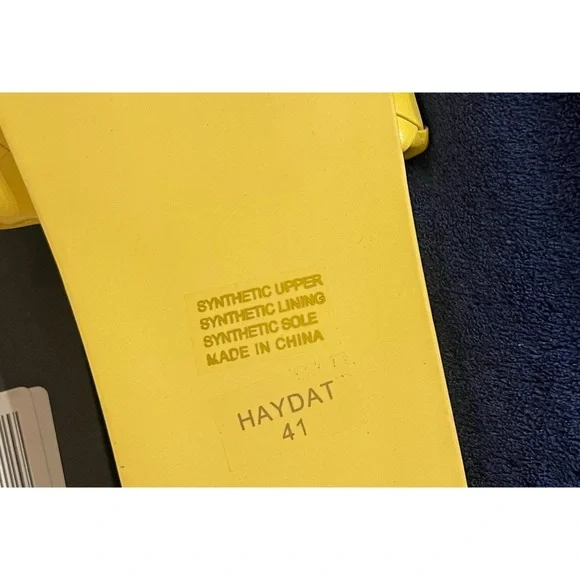 SYNTHETIC UPPER
SYNTHETIC LINING
SYNTHETIC SOLE
MADE IN CHINA
HAYDAT
41